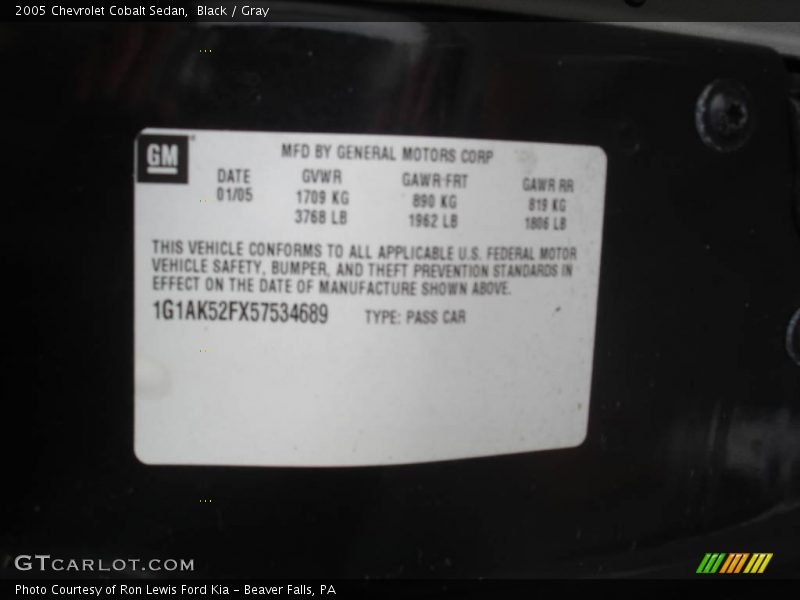 2005 Chevrolet Cobalt Sedan,  Black / Gray
GM
MFD BY GENERAL MOTORS CORP
DATE GVWR GAWR FRT GAWR RR
01/05 1709 KG 890 KG 819 KG
3768 LB 1962 LB 1806 LB
THIS VEHICLE CONFORMS TO ALL APPLICABLE U.S. FEDERAL MOTOR
VEHICLE SAFETY, BUMPER, AND THEFT PREVENTION STANDARDS IN
EFFECT ON THE DATE OF MANUFACTURE SHOWN ABOVE.
1G1AK52FX57534689 TYPE: PASS CAR
GTCARLOT.COM
Photo Courtesy of Ron Lewis Ford Kia – Beaver Falls, PA